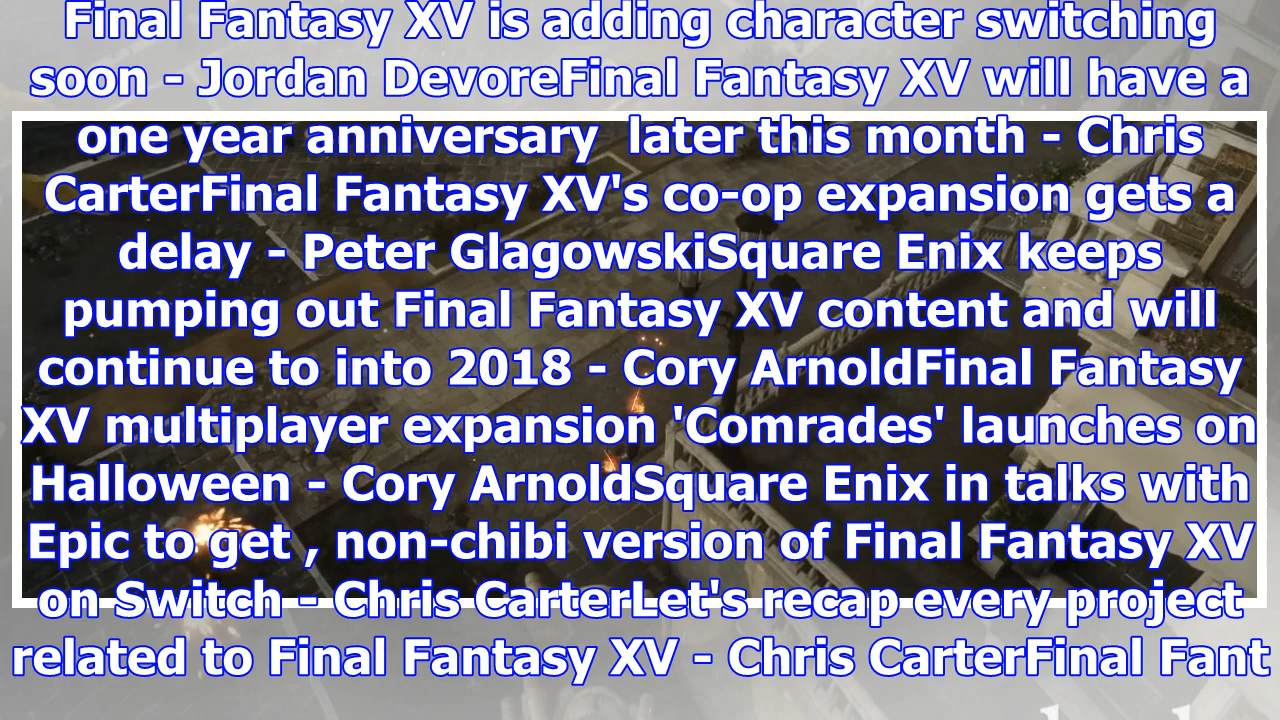 Final Fantasy XV is adding character switching
soon - Jordan DevoreFinal Fantasy XV will have a
one year anniversary  later this month - Chris
CarterFinal Fantasy XV's co-op expansion gets a
delay - Peter GlagowskiSquare Enix keeps
pumping out Final Fantasy XV content and will
continue to into 2018 - Cory ArnoldFinal Fantasy
XV multiplayer expansion 'Comrades' launches on
Halloween - Cory ArnoldSquare Enix in talks with
Epic to get , non-chibi version of Final Fantasy XV
on Switch - Chris CarterLet's recap every project
related to Final Fantasy XV - Chris CarterFinal Fant